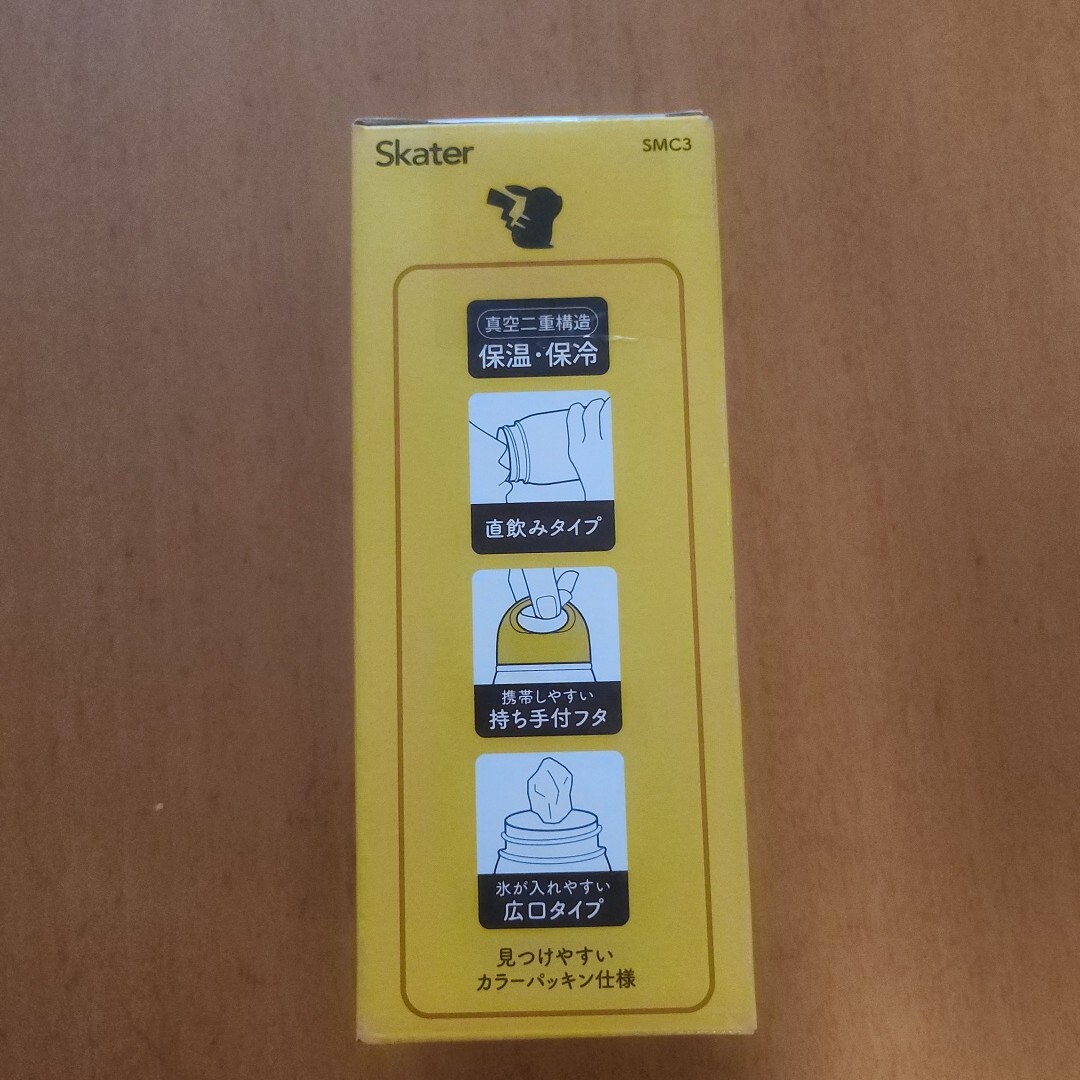 Skater
SMC3
真空二重構造
保温・保冷
直飲みタイプ
携帯しやすい
持ち手付フタ
氷が入れやすい
広口タイプ
見つけやすい
カラーパッキン仕様